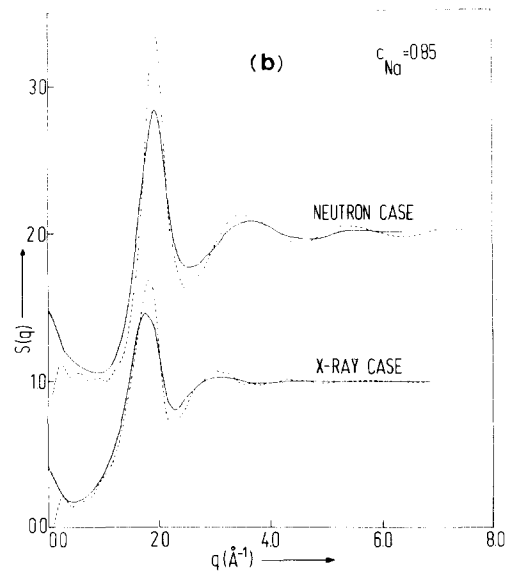 (b)
c Na =0.85
3.0
NEUTRON CASE
2.0
S(q)
X-RAY CASE
1.0
0.0
0.0 2.0 4.0 6.0 8.0
q(Å⁻¹)